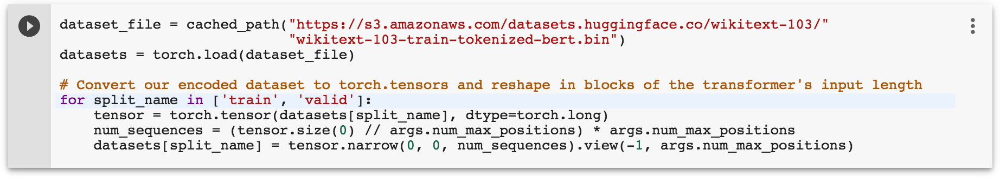 dataset_file = cached_path("https://s3.amazonaws.com/datasets.huggingface.co/wikitext-103/"
                           "wikitext-103-train-tokenized-bert.bin")
datasets = torch.load(dataset_file)

# Convert our encoded dataset to torch.tensors and reshape in blocks of the transformer's input length
for split_name in ['train', 'valid']:
    tensor = torch.tensor(datasets[split_name], dtype=torch.long)
    num_sequences = (tensor.size(0) // args.num_max_positions) * args.num_max_positions
    datasets[split_name] = tensor.narrow(0, 0, num_sequences).view(-1, args.num_max_positions)